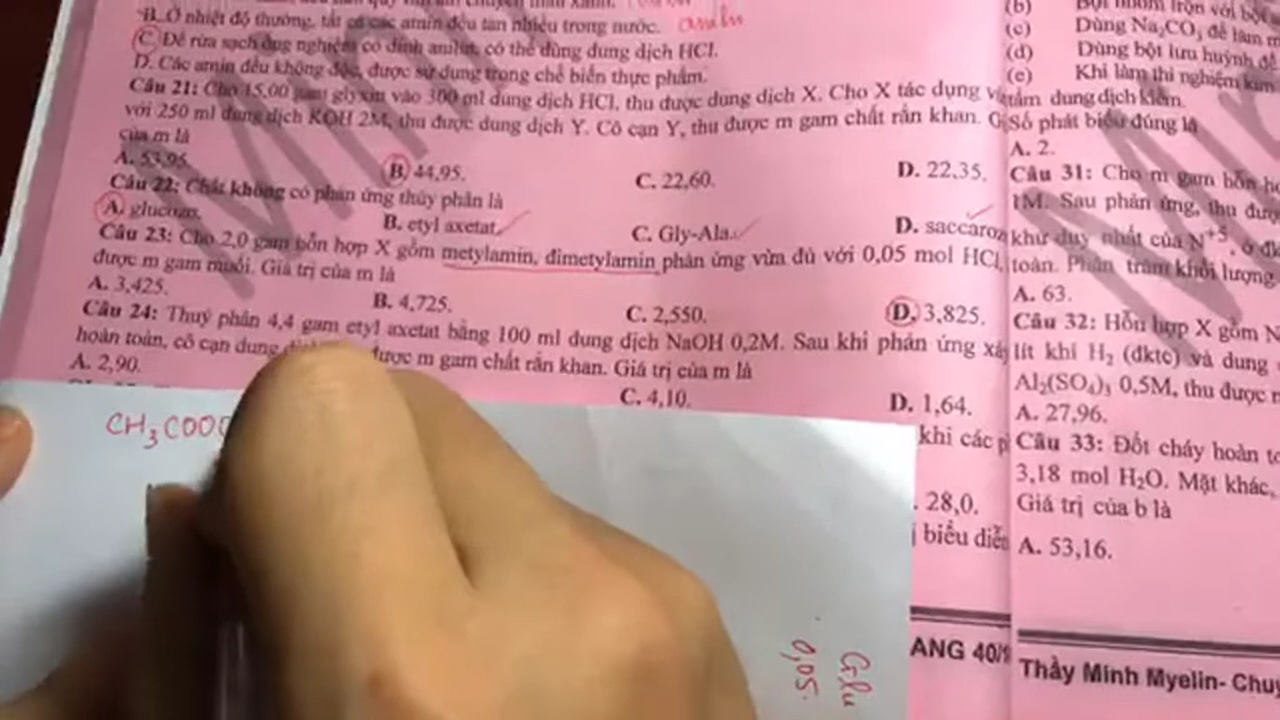 B. Ở nhiệt độ thường, tất cả các amin đều tan nhiều trong nước.
C. Để rửa sạch ống nghiệm có dính anilin, có thể dùng dung dịch HCl.
D. Các amin đều không độc, được sử dụng trong chế biến thực phẩm.
Câu 21: Cho 15,00 gam glyxin vào 300 ml dung dịch HCl, thu được dung dịch X. Cho X tác dụng
với 250 ml dung dịch KOH 2M, thu được dung dịch Y. Cô cạn Y, thu được m gam chất rắn khan.
của m là
A. 53,95. B. 44,95. C. 22,60. D. 22,35.
Câu 22: Chất không có phản ứng thủy phân là
A. glucozo. B. etyl axetat. C. Gly-Ala. D. saccaroz
Câu 23: Cho 2,0 gam hỗn hợp X gồm metylamin, đimetylamin phản ứng vừa đủ với 0,05 mol HCl,
được m gam muối. Giá trị của m là
A. 3,425. B. 4,725. C. 2,550. D. 3,825.
Câu 24: Thuỷ phân 4,4 gam etyl axetat bằng 100 ml dung dịch NaOH 0,2M. Sau khi phản ứng
hoàn toàn, cô cạn dung được m gam chất rắn khan. Giá trị của m là
A. 2,90. C. 4,10. D. 1,64.
khi các
28,0.
biểu diễ
ANG 40/
CH₃COO
Glu
0,05
(b) bột nhôm trộn với bột
(c) Dùng Na₂CO₃ để làm m
(d) Dùng bột lưu huỳnh để
(e) Khi làm thí nghiệm kim
tẩm dung dịch kiềm.
Số phát biểu đúng là
A. 2.
Câu 31: Cho m gam hỗn h
1M. Sau phản ứng, thu đượ
khử duy nhất của N⁺⁵, ở đk
toàn. Phần trăm khối lượng
A. 63.
Câu 32: Hỗn hợp X gồm N
lít khí H₂ (đktc) và dung
Al₂(SO₄)₃ 0,5M, thu được
A. 27,96.
Câu 33: Đốt cháy hoàn to
3,18 mol H₂O. Mặt khác,
Giá trị của b là
A. 53,16.
Thầy Minh Myelin- Chuy